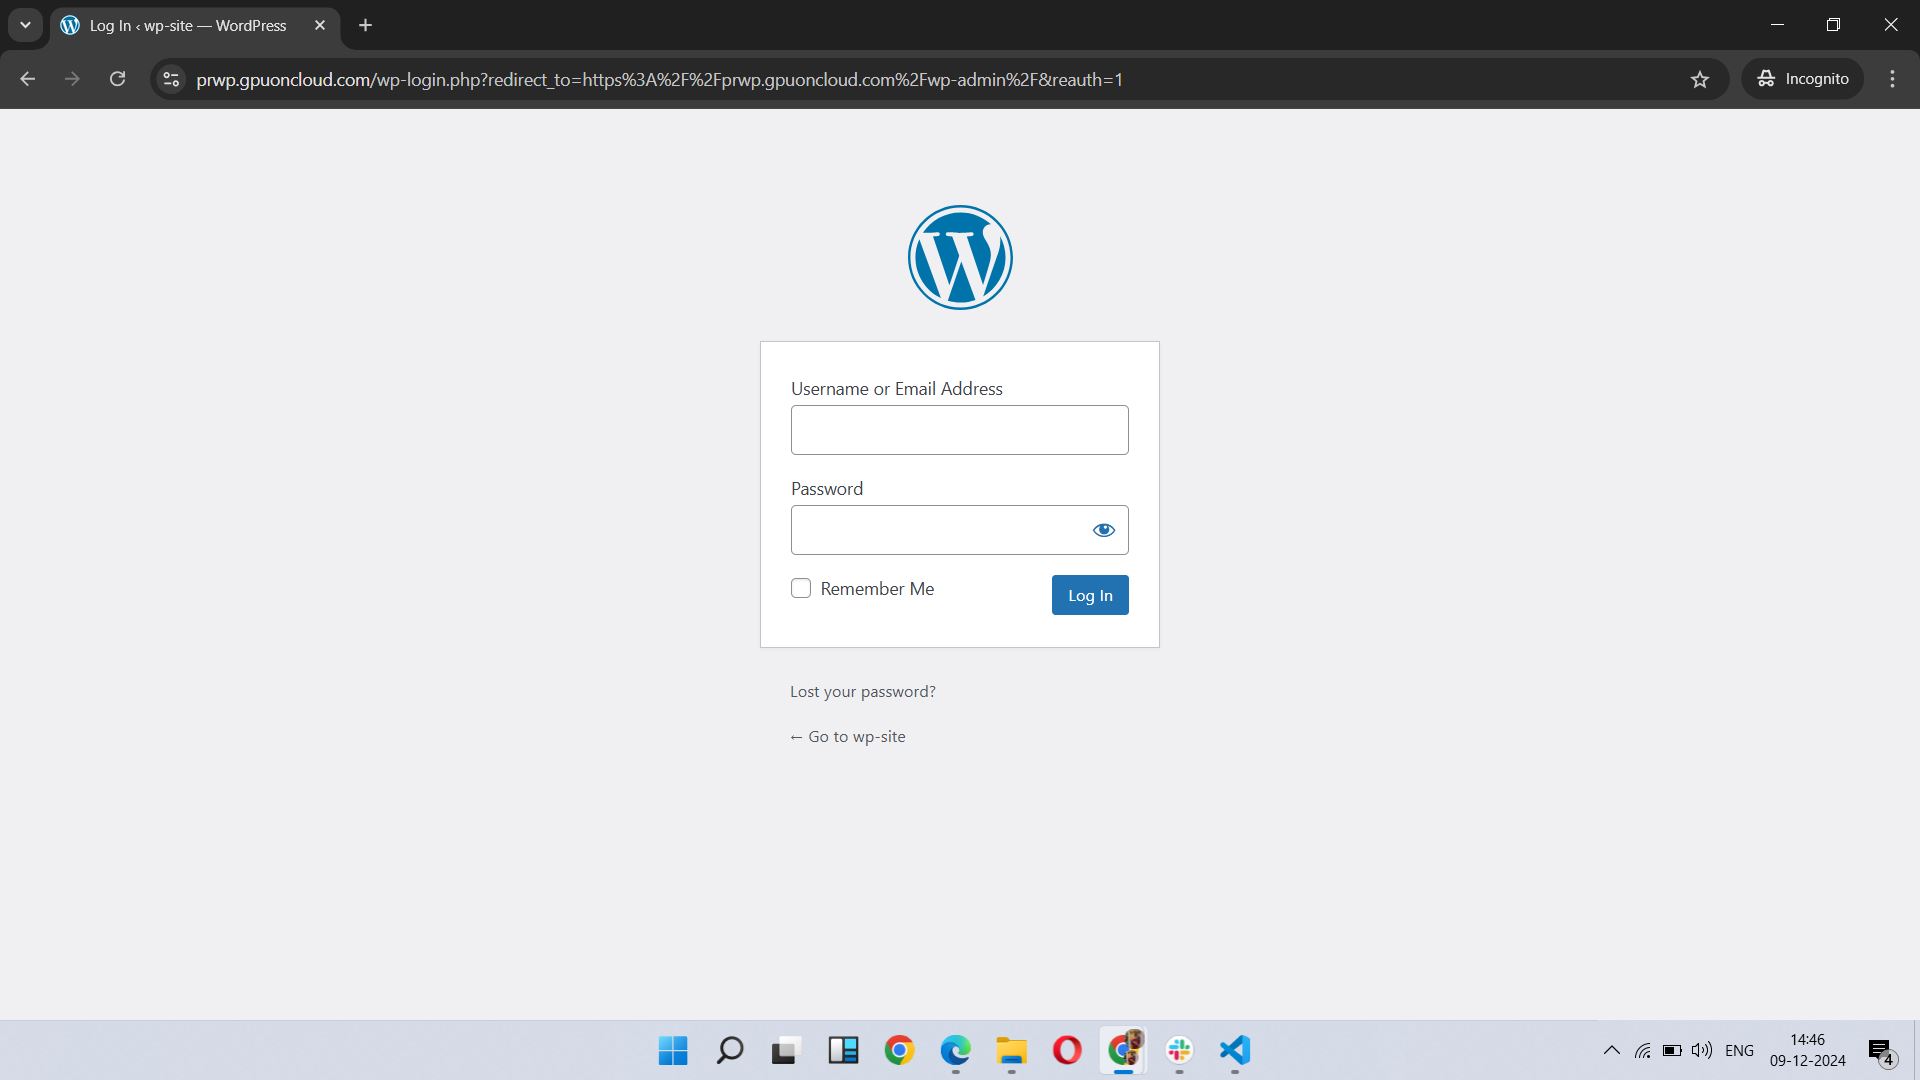 Log In ‹ wp-site — WordPress
prwp.gpuoncloud.com/wp-login.php?redirect_to=https%3A%2F%2Fprwp.gpuoncloud.com%2Fwp-admin%2F&reauth=1
Incognito
Username or Email Address
Password
Remember Me
Log In
Lost your password?
← Go to wp-site
ENG
14:46
09-12-2024
4